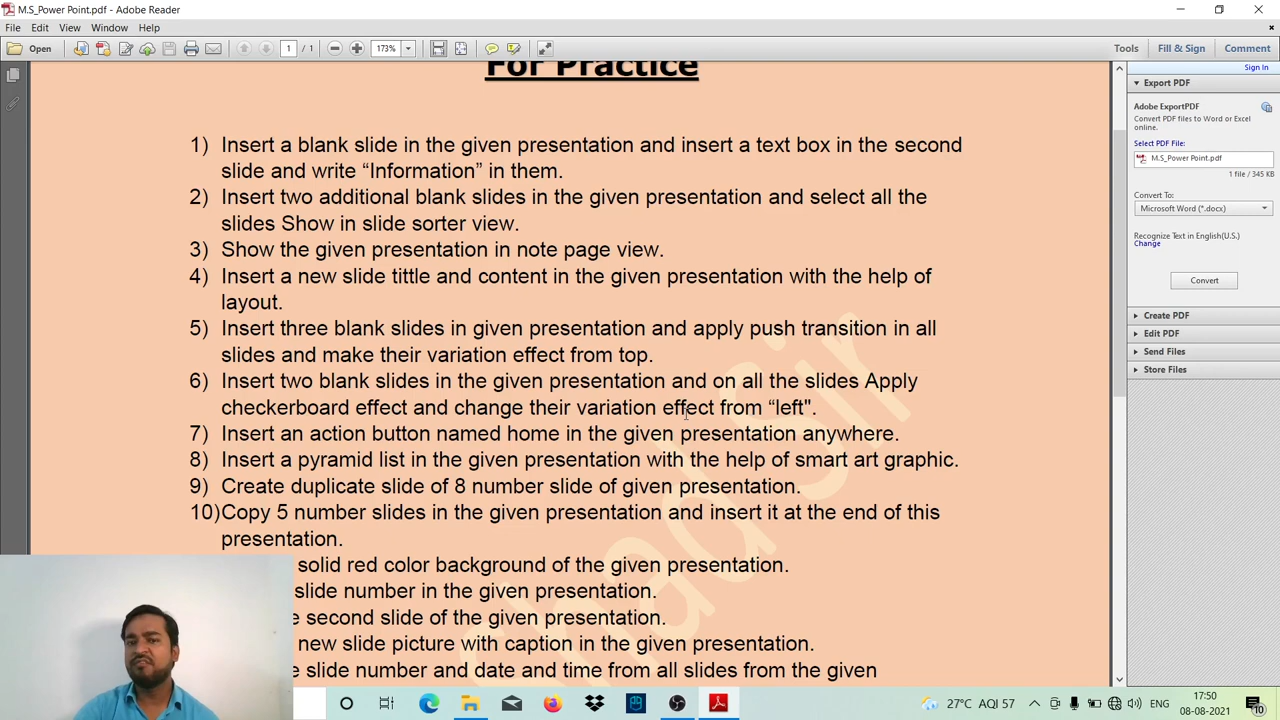 M.S_Power Point.pdf - Adobe Reader
File Edit View Window Help
Open 1 / 1 173% Tools Fill & Sign Comment
For Practice
1) Insert a blank slide in the given presentation and insert a text box in the second
slide and write “Information” in them.
2) Insert two additional blank slides in the given presentation and select all the
slides Show in slide sorter view.
3) Show the given presentation in note page view.
4) Insert a new slide tittle and content in the given presentation with the help of
layout.
5) Insert three blank slides in given presentation and apply push transition in all
slides and make their variation effect from top.
6) Insert two blank slides in the given presentation and on all the slides Apply
checkerboard effect and change their variation effect from “left".
7) Insert an action button named home in the given presentation anywhere.
8) Insert a pyramid list in the given presentation with the help of smart art graphic.
9) Create duplicate slide of 8 number slide of given presentation.
10)Copy 5 number slides in the given presentation and insert it at the end of this
presentation.
solid red color background of the given presentation.
slide number in the given presentation.
second slide of the given presentation.
new slide picture with caption in the given presentation.
slide number and date and time from all slides from the given
Sir
Sign In
Export PDF
Adobe ExportPDF
Convert PDF files to Word or Excel
online.
Select PDF File:
M.S_Power Point.pdf
1 file / 345 KB
Convert To:
Microsoft Word (*.docx)
Recognize Text in English(U.S.)
Change
Convert
Create PDF
Edit PDF
Send Files
Store Files
27°C AQI 57
ENG
17:50
08-08-2021
10